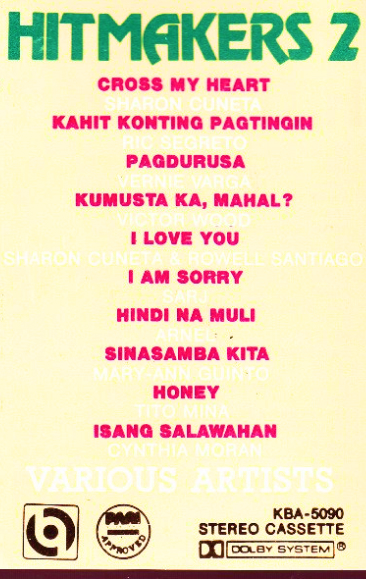 HITMAKERS 2
CROSS MY HEART
SHARON CUNETA
KAHIT KONTING PAGTINGIN
RIC SEGRETO
PAGDURUSA
VERNIE VARGA
KUMUSTA KA, MAHAL?
VICTOR WOOD
I LOVE YOU
SHARON CUNETA & ROWELL SANTIAGO
I AM SORRY
SARJ
HINDI NA MULI
ARNEL
SINASAMBA KITA
MARY-ANN QUINTO
HONEY
TITO MINA
ISANG SALAWAHAN
CYNTHIA MORAN
VARIOUS ARTISTS
PARI
APPROVED
KBA-5090
STEREO CASSETTE
DOLBY SYSTEM ®